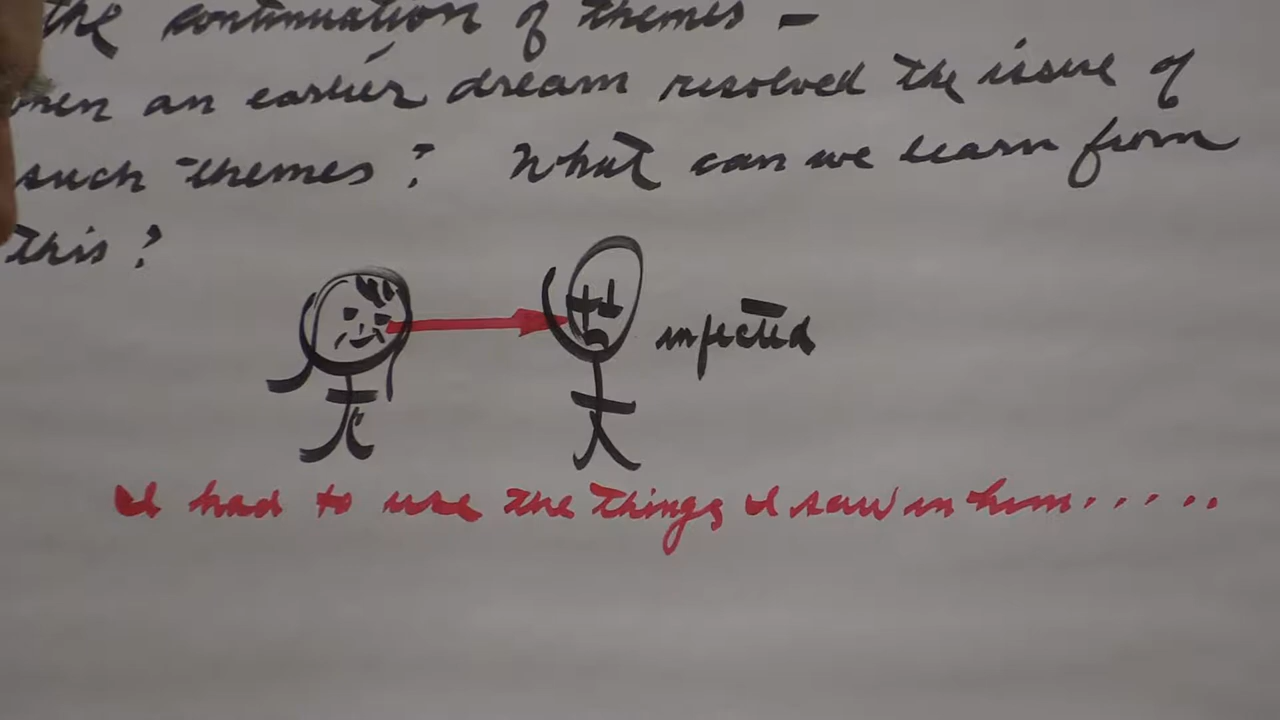 the continuation of themes -
an earlier dream resolved the issue of
such themes? What can we learn from
this?
infected
I had to use the things I saw in him.....